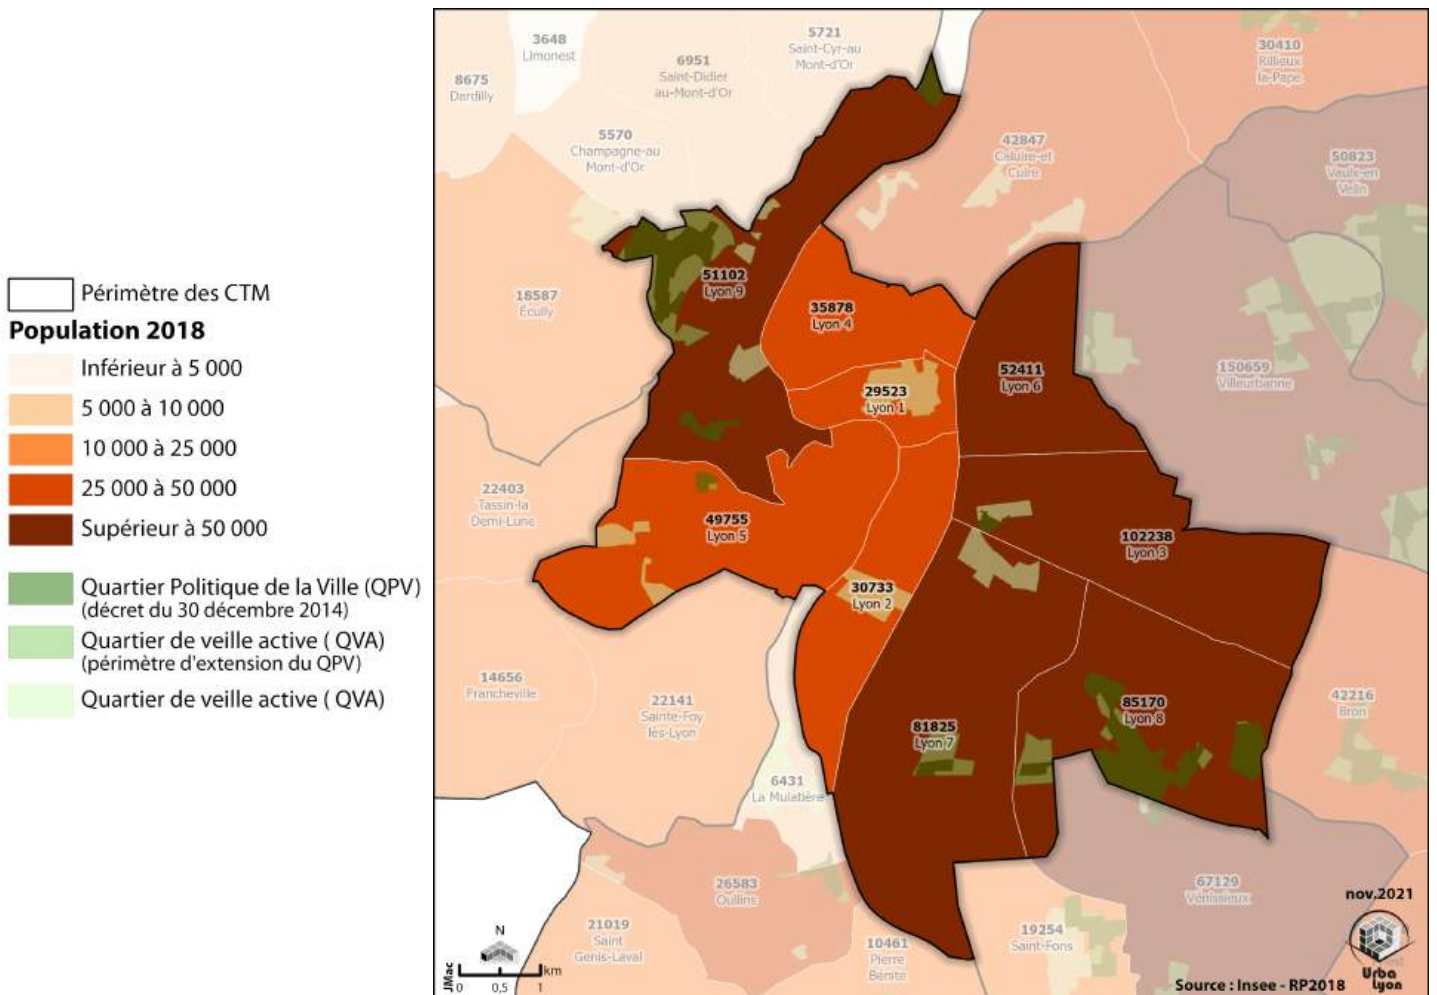 Périmètre des CTM
Population 2018
Inférieur à 5 000
5 000 à 10 000
10 000 à 25 000
25 000 à 50 000
Supérieur à 50 000
Quartier Politique de la Ville (QPV)
(décret du 30 décembre 2014)
Quartier de veille active ( QVA)
(périmètre d'extension du QPV)
Quartier de veille active ( QVA)
3648
Limonest
5721
Saint-Cyr-au
Mont-d'Or
30410
Rillieux
la-Pape
8675
Dardilly
6951
Saint-Didier
au-Mont-d'Or
5570
Champagne-au
Mont-d'Or
42847
Caluire-et
Cuire
50823
Vaulx-en
Velin
18587
Écully
51102
Lyon 9
35878
Lyon 4
29523
Lyon 1
52411
Lyon 6
150659
Villeurbanne
22403
Tassin-la
Demi-Lune
49755
Lyon 5
102238
Lyon 3
30733
Lyon 2
14656
Francheville
22141
Sainte-Foy
lès-Lyon
81825
Lyon 7
85170
Lyon 8
42216
Bron
6431
La Mulatière
26583
Oullins
67129
Vénissieux
21019
Saint
Genis-Laval
10461
Pierre
Bénite
19254
Saint-Fons
nov.2021
Urba
Lyon
Source : Insee - RP2018
JMac
N
km
0 0,5 1